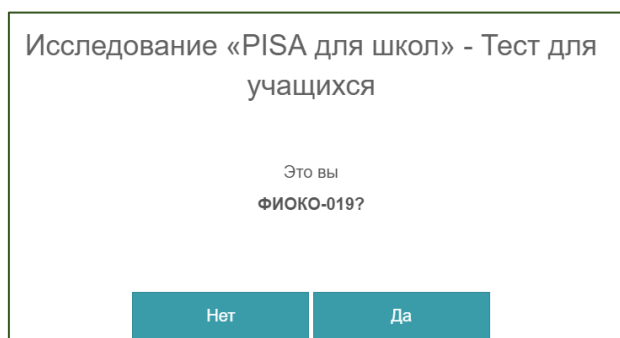 Исследование «PISA для школ» - Тест для
учащихся
Это вы
ФИОКО-019?
Нет
Да